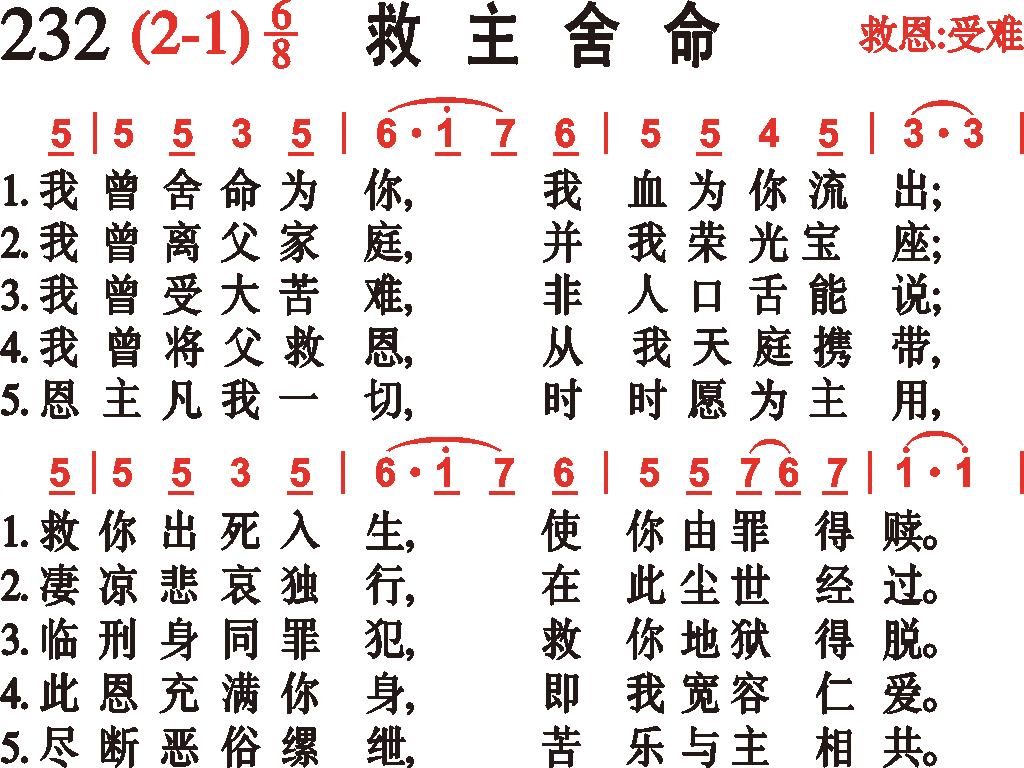 232 (2-1) 6/8 救主舍命 救恩:受难
5 | 5 5 3 5 | 6 · i 7 6 | 5 5 4 5 | 3 · 3 |
1. 我曾舍命为你, 我血为你流出;
2. 我曾离父家庭, 并我荣光宝座;
3. 我曾受大苦难, 非人口舌能说;
4. 我曾将父救恩, 从我天庭携带,
5. 恩主凡我一切, 时时愿为主用,
5 | 5 5 3 5 | 6 · i 7 6 | 5 5 7 6 7 | i · i |
1. 救你出死入生, 使你由罪得赎。
2. 凄凉悲哀独行, 在此尘世经过。
3. 临刑身同罪犯, 救你地狱得脱。
4. 此恩充满你身, 即我宽容仁爱。
5. 尽断恶俗缧绁, 苦乐与主相共。